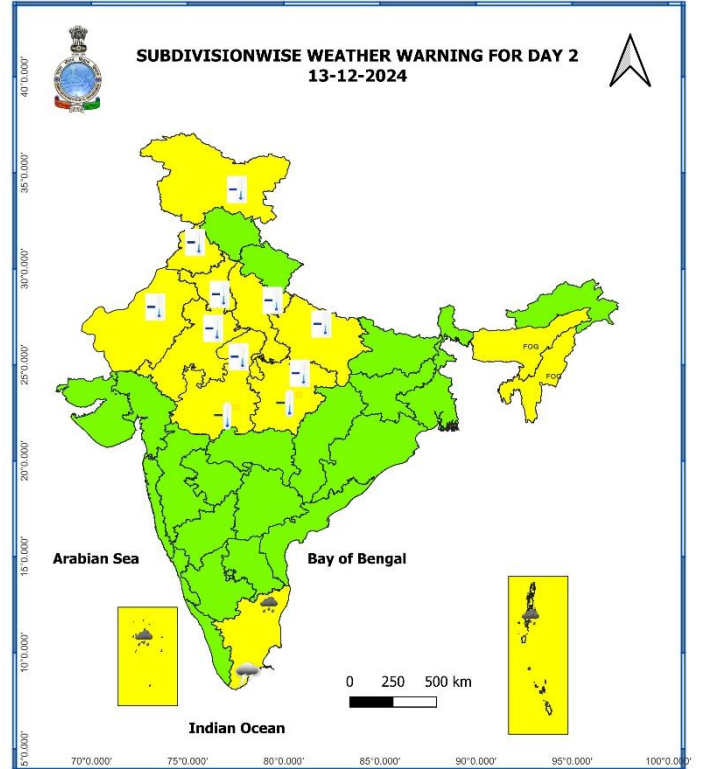 SUBDIVISIONWISE WEATHER WARNING FOR DAY 2
13-12-2024
40°0.000'
35°0.000'
30°0.000'
25°0.000'
20°0.000'
15°0.000'
10°0.000'
5°0.000'
FOG
FOG
Arabian Sea
Bay of Bengal
0 250 500 km
Indian Ocean
70°0.000' 75°0.000' 80°0.000' 85°0.000' 90°0.000' 95°0.000' 100°0.000'